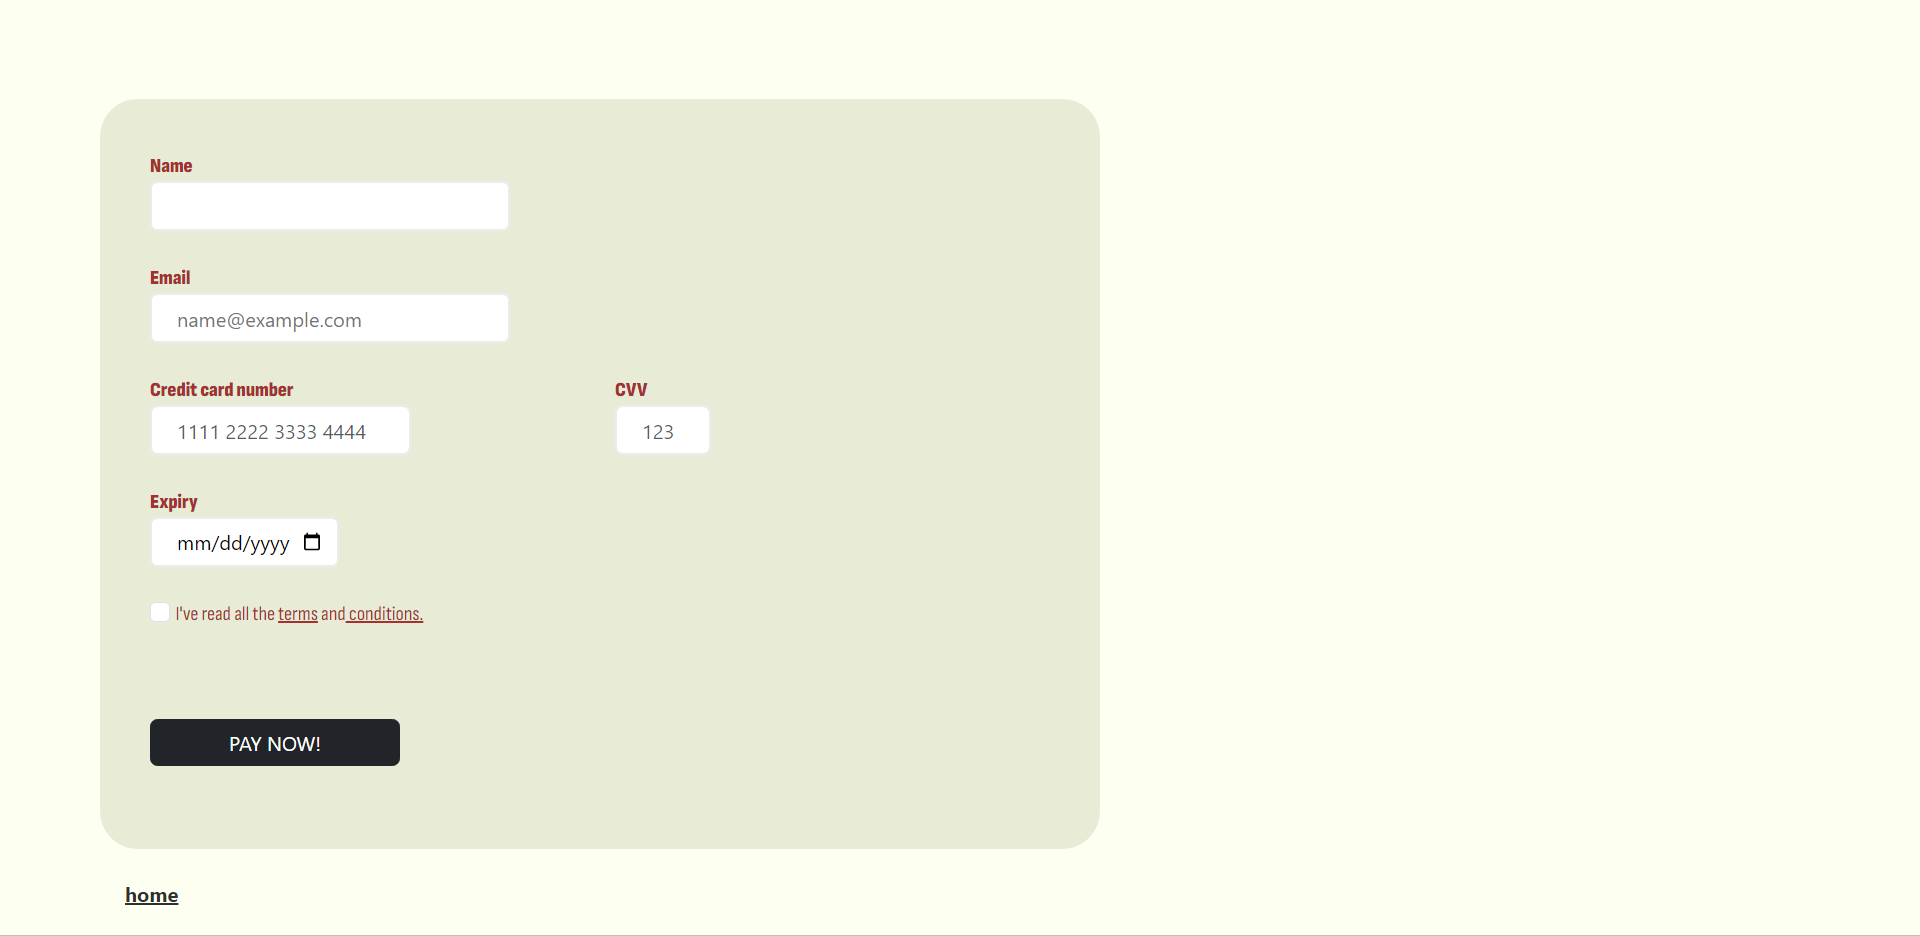 Name
Email
name@example.com
Credit card number CVV
1111 2222 3333 4444 123
Expiry
mm/dd/yyyy
I've read all the terms and conditions.
PAY NOW!
home